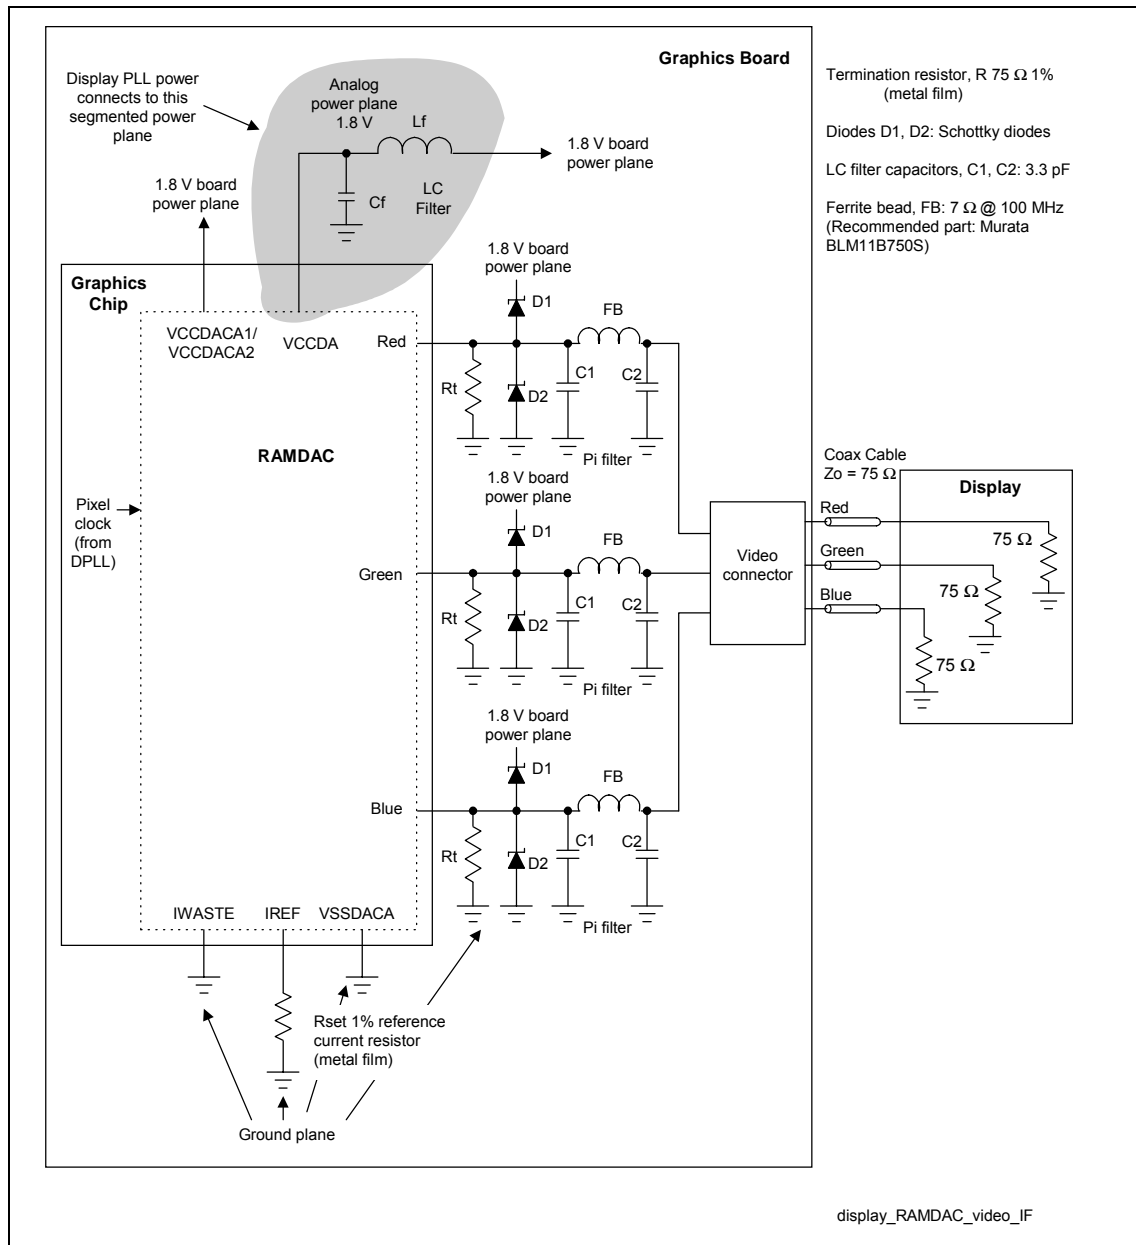 Graphics Board
Display PLL power
connects to this
segmented power
plane
Analog
power plane
1.8 V
Lf
1.8 V board
power plane
Cf
LC
Filter
1.8 V board
power plane
Termination resistor, R 75 Ω 1%
(metal film)
Diodes D1, D2: Schottky diodes
LC filter capacitors, C1, C2: 3.3 pF
Ferrite bead, FB: 7 Ω @ 100 MHz
(Recommended part: Murata
BLM11B750S)
Graphics
Chip
VCCDACA1/
VCCDACA2
VCCDA
Red
1.8 V board
power plane
D1
FB
Rt
D2
C1
C2
Pi filter
RAMDAC
Pixel
clock
(from
DPLL)
Green
1.8 V board
power plane
D1
FB
Rt
D2
C1
C2
Pi filter
Video
connector
Coax Cable
Zo = 75 Ω
Red
Green
Blue
Display
75 Ω
75 Ω
75 Ω
Blue
1.8 V board
power plane
D1
FB
Rt
D2
C1
C2
Pi filter
IWASTE
IREF
VSSDACA
Rset 1% reference
current resistor
(metal film)
Ground plane
display_RAMDAC_video_IF